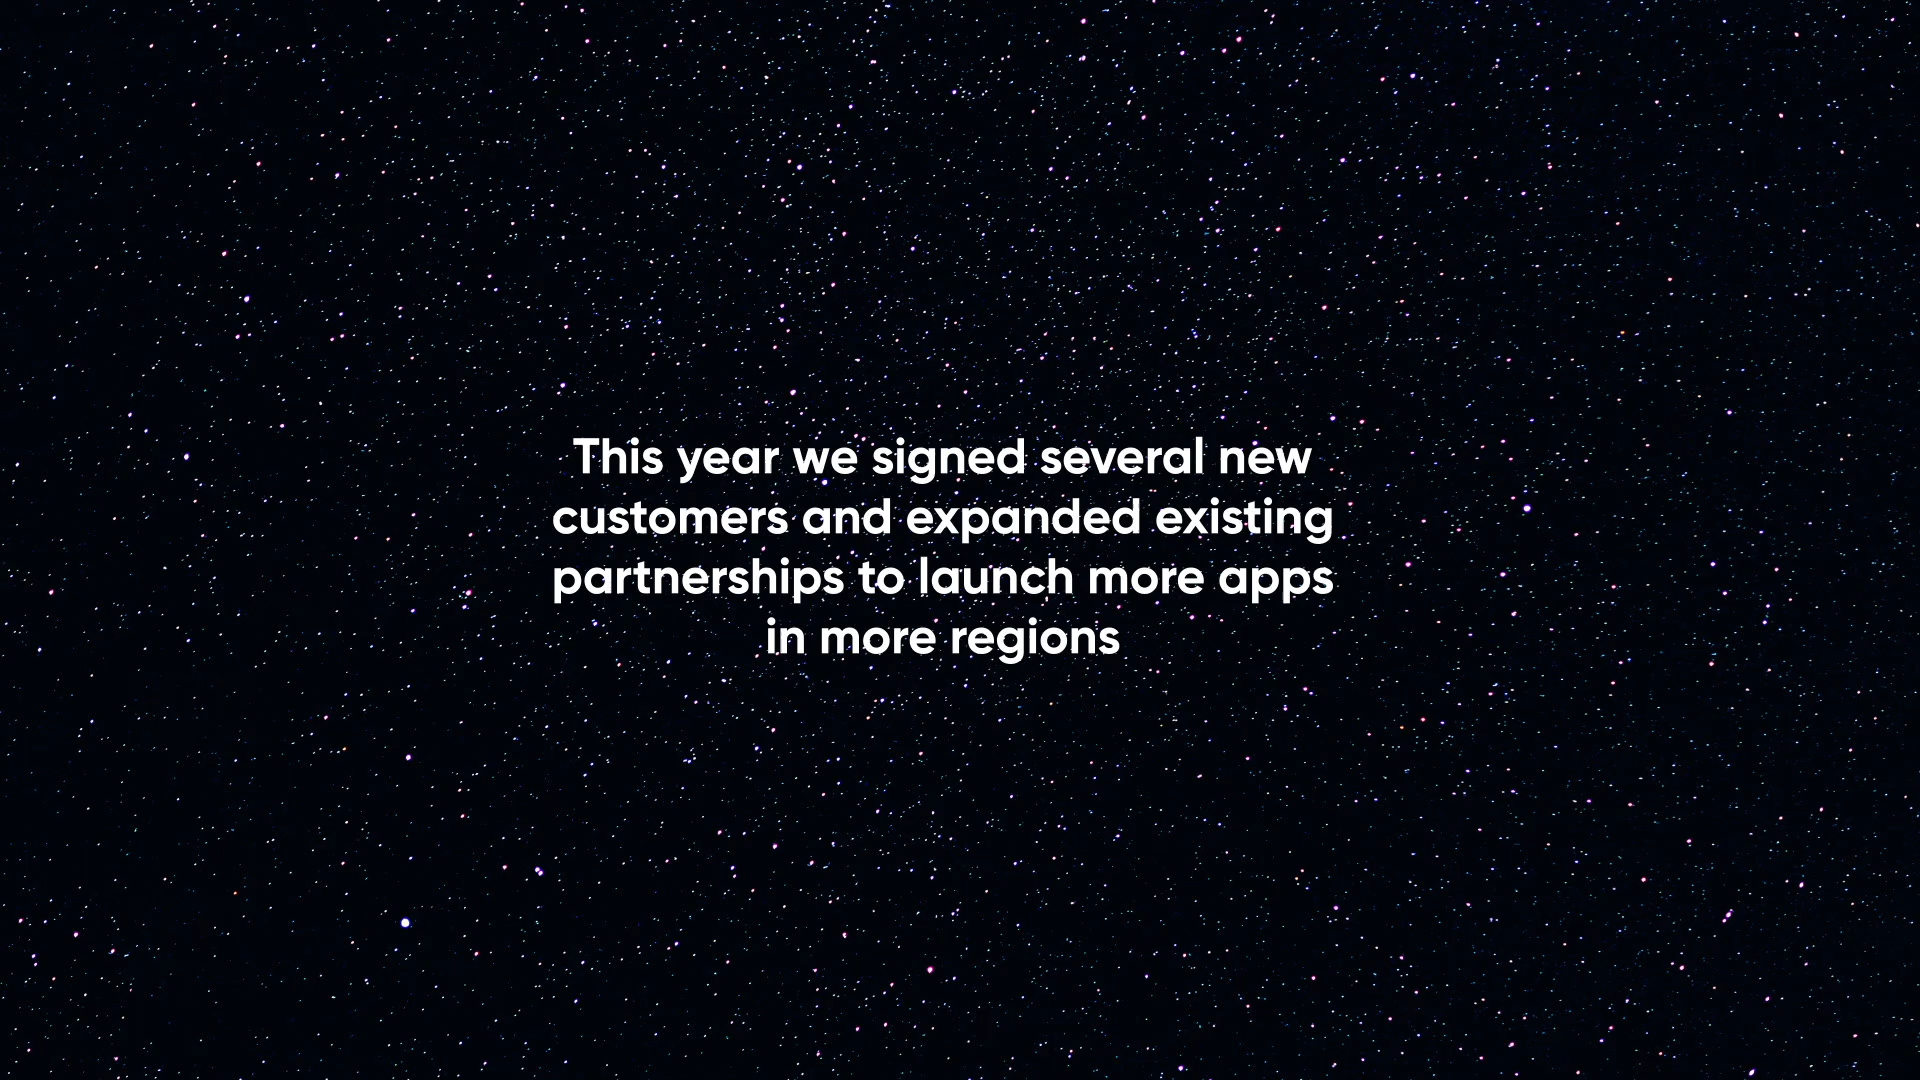 This year we signed several new
customers and expanded existing
partnerships to launch more apps
in more regions